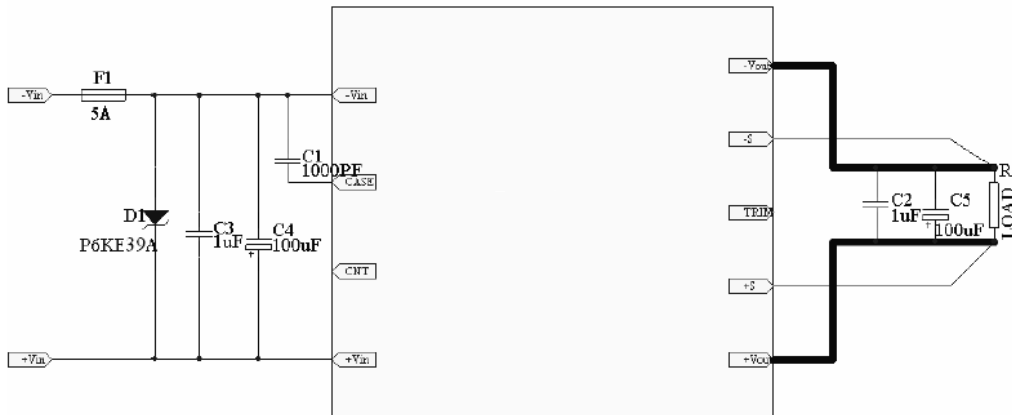 -Vin
F1
5A
-Vin
C1
1000PF
CASE
D1
P6KE39A
C3
1uF
C4
100uF
+
CNT
+Vin
+Vin
-Vout
-S
TRIM
+S
+Vou
C2
1uF
C5
100uF
+
R
LOAD